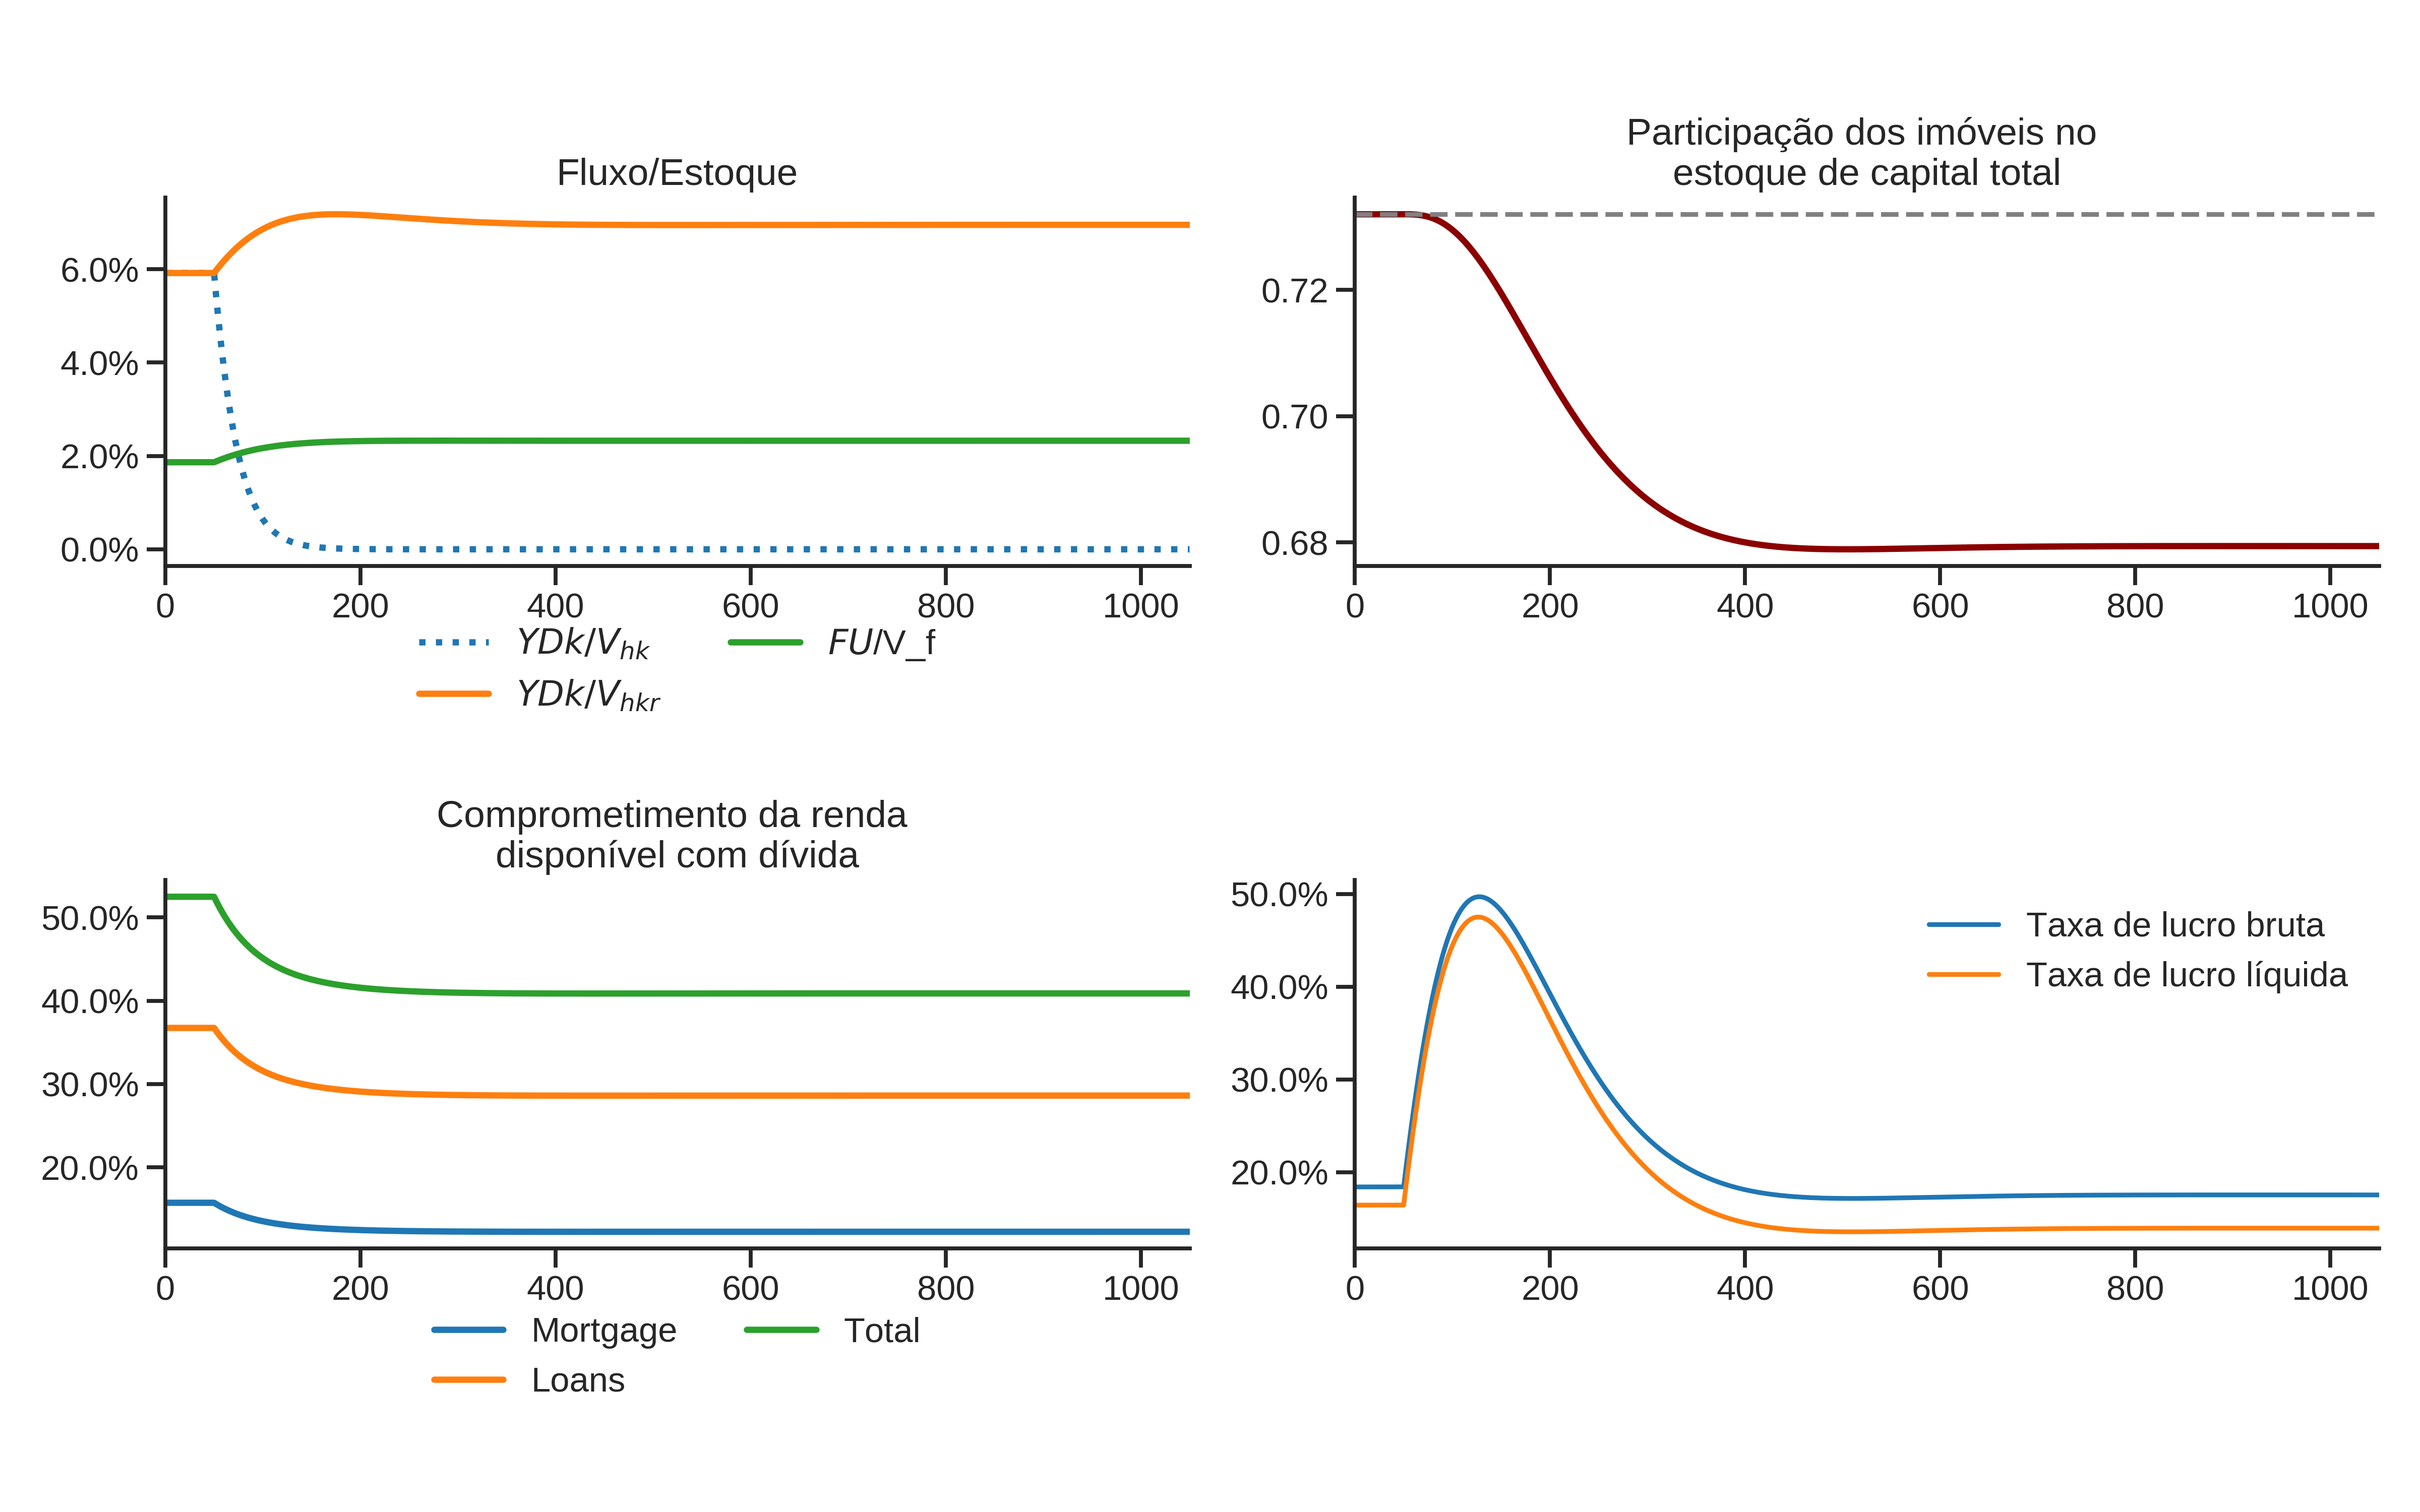 Fluxo/Estoque
6.0%
4.0%
2.0%
0.0%
0 200 400 600 800 1000
YDk/V_{hk} FU/V_f
YDk/V_{hkr}
Participação dos imóveis no
estoque de capital total
0.72
0.70
0.68
0 200 400 600 800 1000
Comprometimento da renda
disponível com dívida
50.0%
40.0%
30.0%
20.0%
0 200 400 600 800 1000
Mortgage Total
Loans
50.0%
40.0%
30.0%
20.0%
0 200 400 600 800 1000
Taxa de lucro bruta
Taxa de lucro líquida